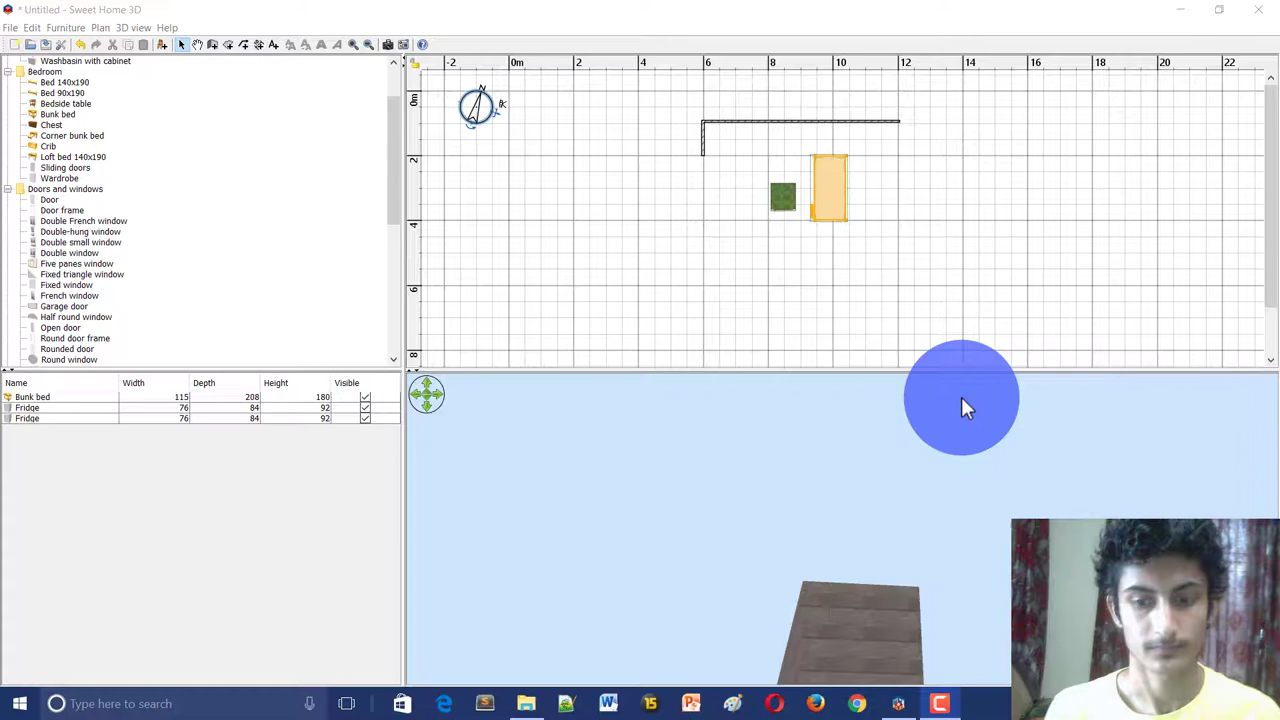 * Untitled - Sweet Home 3D
File Edit Furniture Plan 3D view Help
Washbasin with cabinet
Bedroom
Bed 140x190
Bed 90x190
Bedside table
Bunk bed
Chest
Corner bunk bed
Crib
Loft bed 140x190
Sliding doors
Wardrobe
Doors and windows
Door
Door frame
Double French window
Double-hung window
Double small window
Double window
Five panes window
Fixed triangle window
Fixed window
French window
Garage door
Half round window
Open door
Round door frame
Rounded door
Round window
-2 0m 2 4 6 8 10 12 14 16 18 20 22
0m
2
4
6
8
N
Name Width Depth Height Visible
Bunk bed 115 208 180
Fridge 76 84 92
Fridge 76 84 92
Type here to search